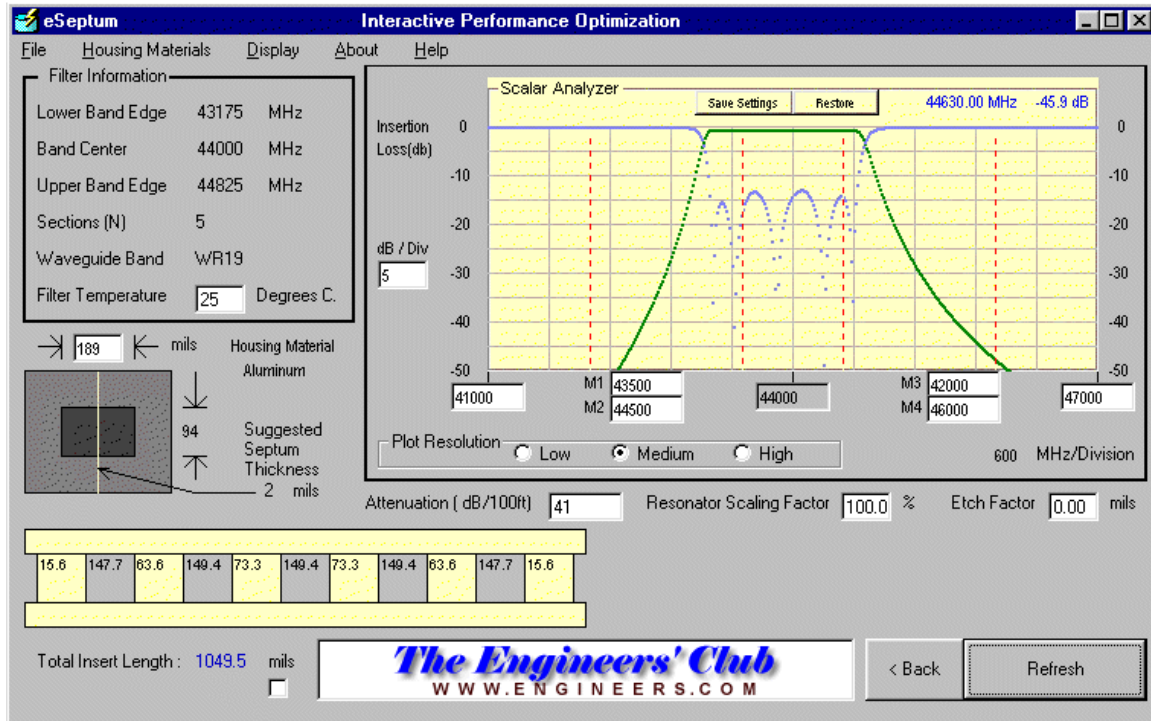 eSeptum Interactive Performance Optimization
File Housing Materials Display About Help
Filter Information
Lower Band Edge 43175 MHz
Band Center 44000 MHz
Upper Band Edge 44825 MHz
Sections (N) 5
Waveguide Band WR19
Filter Temperature 25 Degrees C.
189 mils
Housing Material
Aluminum
94
Suggested
Septum
Thickness
2 mils
Scalar Analyzer
Save Settings Restore 44630.00 MHz -45.9 dB
Insertion
Loss(db)
0 0
-10 -10
-20 -20
dB / Div
5
-30 -30
-40 -40
-50 -50
41000 M1 43500 44000 M3 42000 47000
M2 44500 M4 46000
Plot Resolution Low Medium High 600 MHz/Division
Attenuation ( dB/100ft) 41 Resonator Scaling Factor 100.0 % Etch Factor 0.00 mils
15.6 147.7 63.6 149.4 73.3 149.4 73.3 149.4 63.6 147.7 15.6
Total Insert Length : 1049.5 mils
The Engineers' Club
WWW.ENGINEERS.COM
< Back Refresh